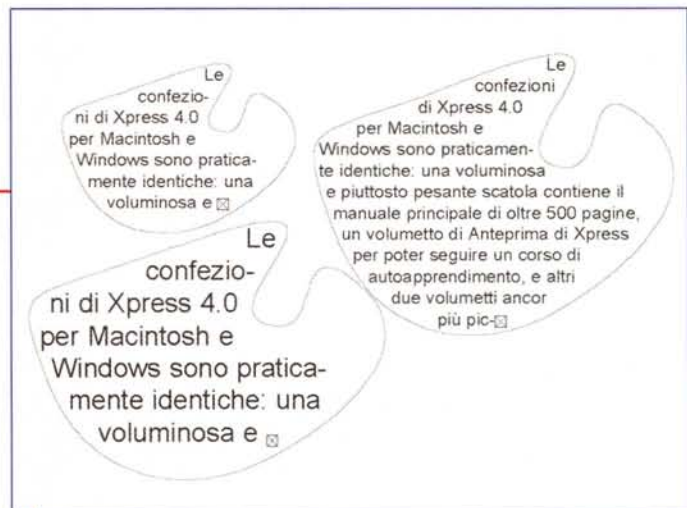 Le
confezio-
ni di Xpress 4.0
per Macintosh e
Windows sono pratica-
mente identiche: una
voluminosa e
Le
confezioni
di Xpress 4.0
per Macintosh e
Windows sono praticamen-
te identiche: una voluminosa
e piuttosto pesante scatola contiene il
manuale principale di oltre 500 pagine,
un volumetto di Anteprima di Xpress
per poter seguire un corso di
autoapprendimento, e altri
due volumetti ancor
più pic-
Le
confezio-
ni di Xpress 4.0
per Macintosh e
Windows sono pratica-
mente identiche: una
voluminosa e